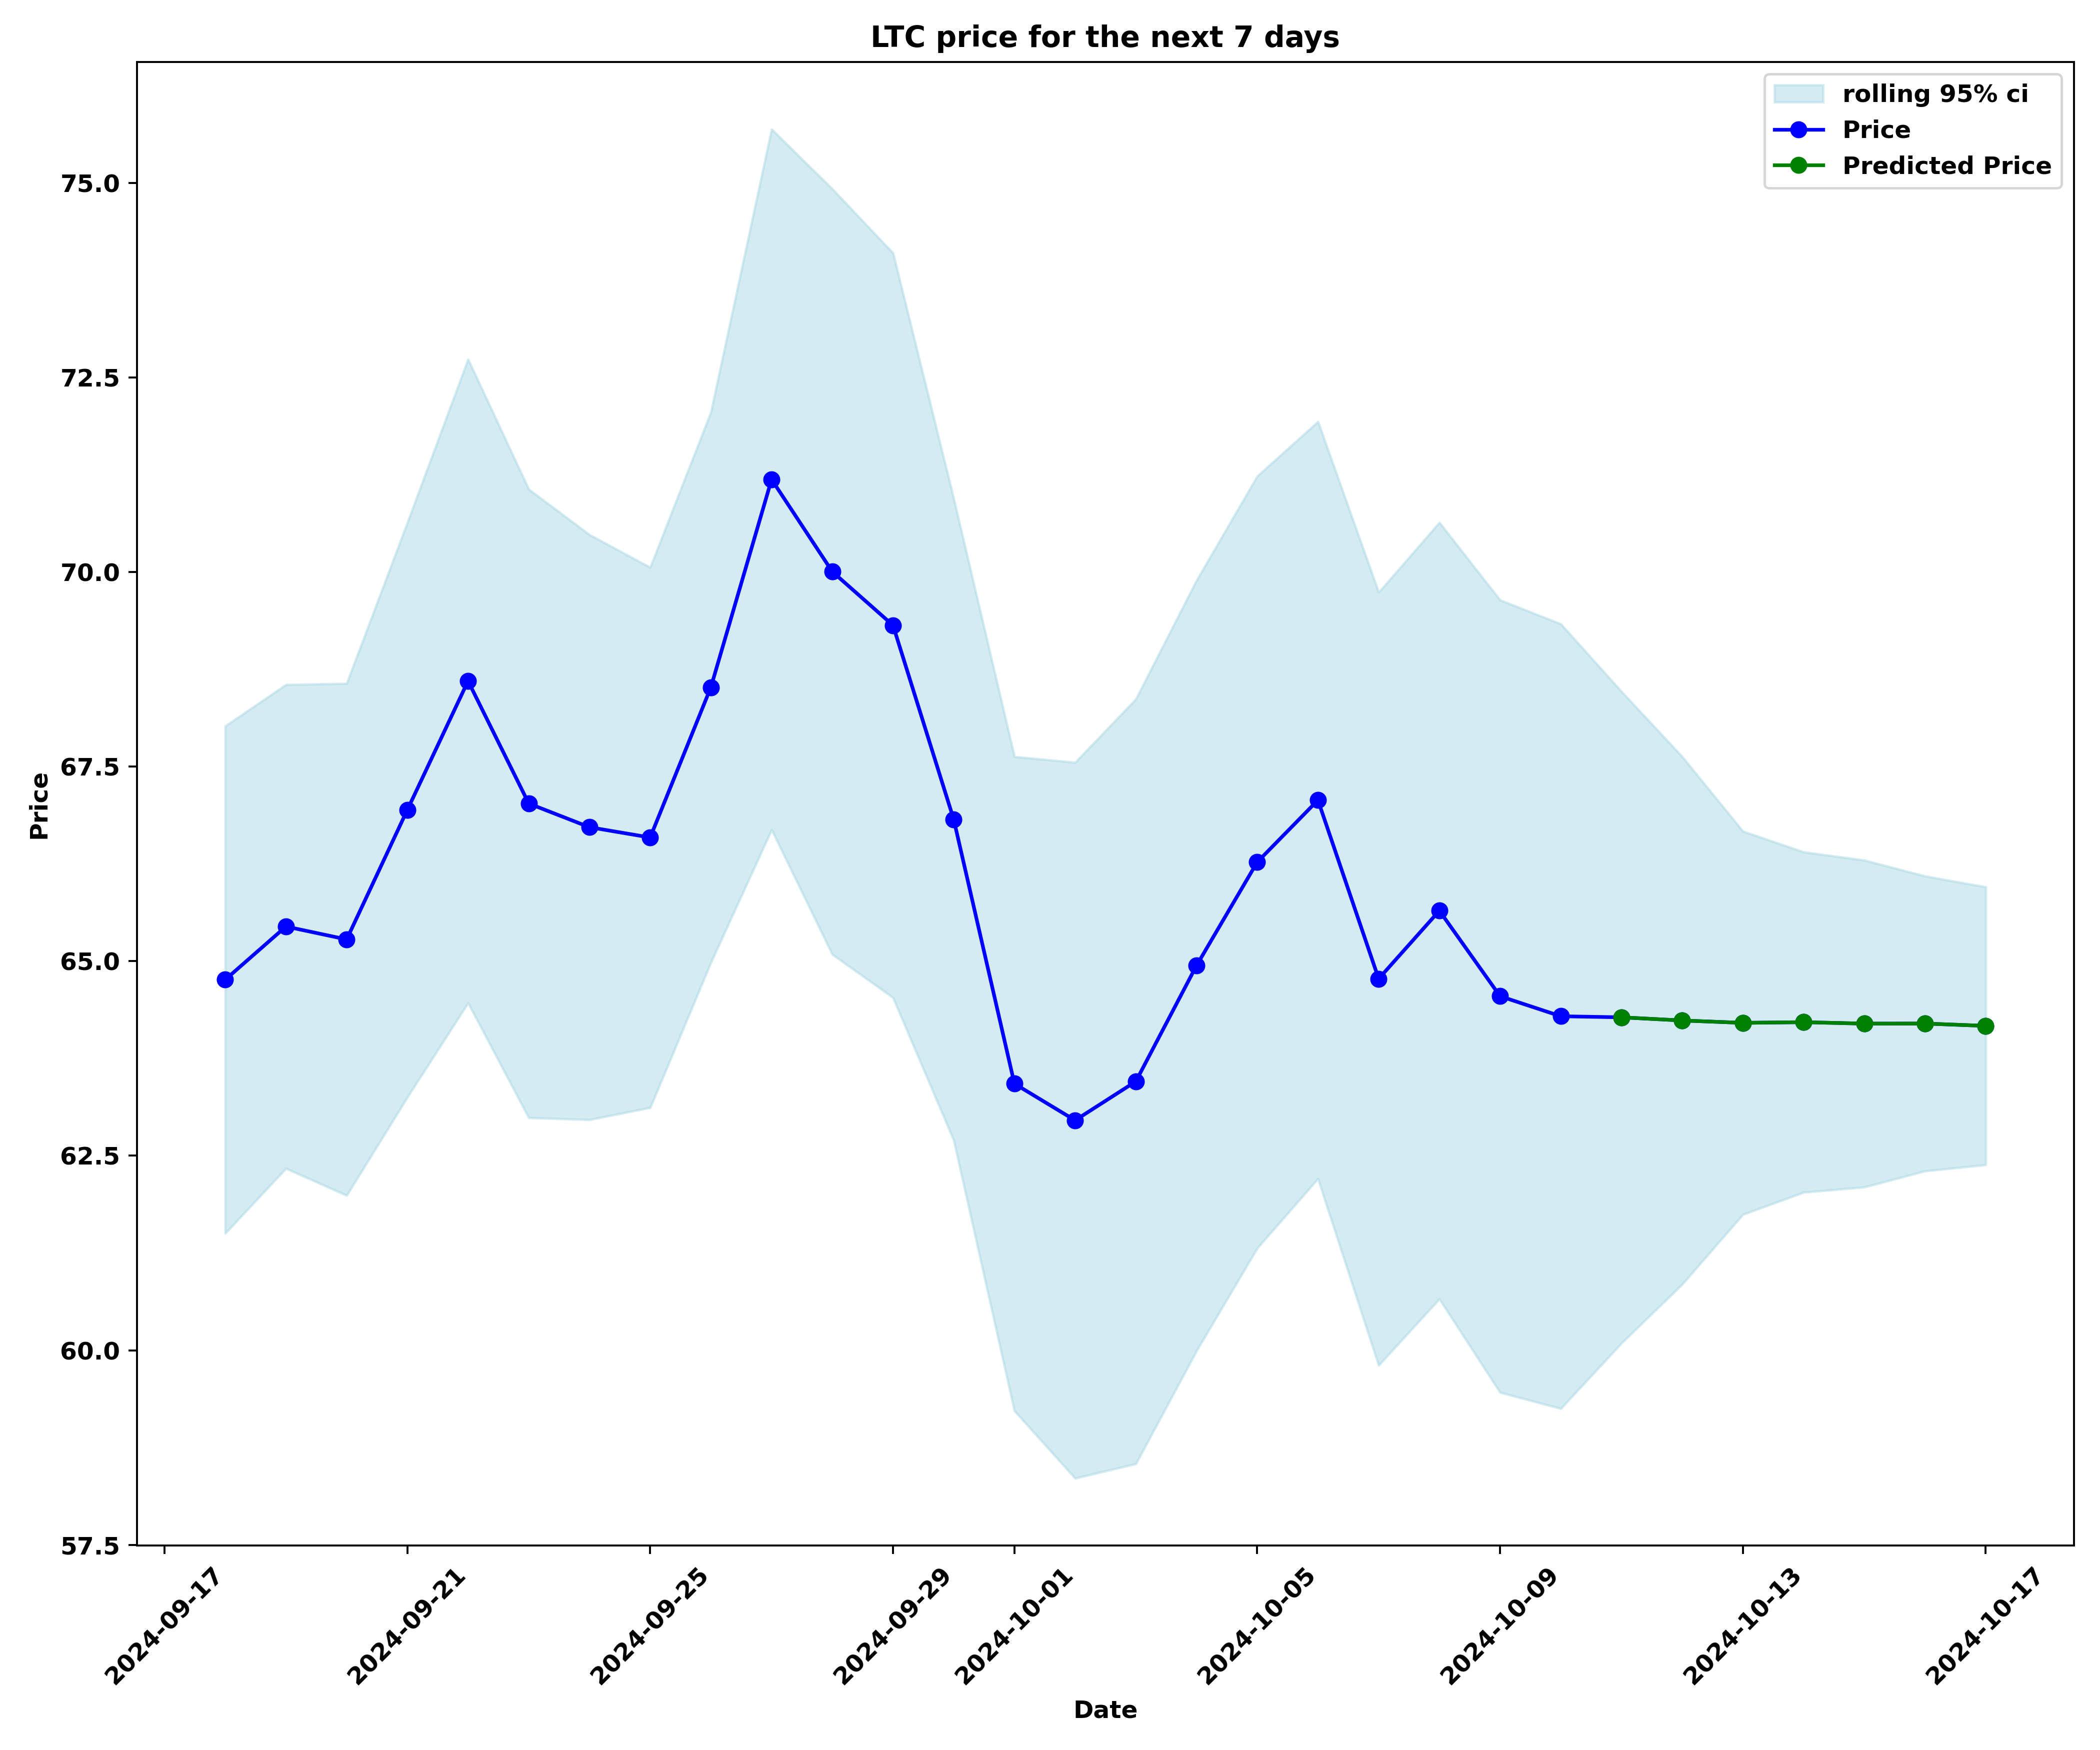 LTC price for the next 7 days
rolling 95% ci
Price
Predicted Price
75.0
72.5
70.0
67.5
65.0
62.5
60.0
57.5
Price
2024-09-17
2024-09-21
2024-09-25
2024-09-29
2024-10-01
2024-10-05
2024-10-09
2024-10-13
2024-10-17
Date